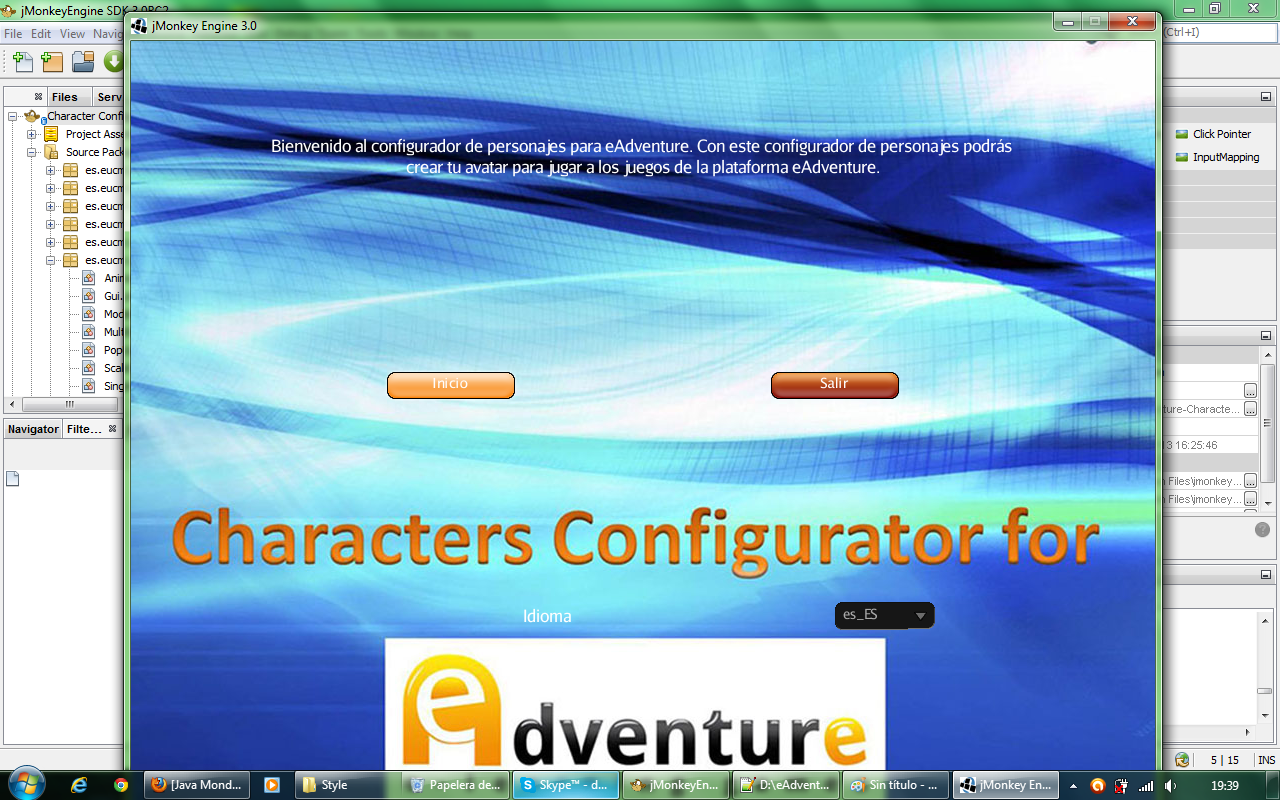 jMonkeyEngine SDK 3.0RC2
jMonkey Engine 3.0
File Edit View Navig
(Ctrl+I)
Files Serv
Character Confi
Project Asse
Source Pack
es.eucm
es.eucm
es.eucm
es.eucm
es.eucm
es.eucm
Anir
Gui.
Mod
Mult
Pop
Scal
Sing
Click Pointer
InputMapping
Bienvenido al configurador de personajes para eAdventure. Con este configurador de personajes podrás
crear tu avatar para jugar a los juegos de la plataforma eAdventure.
Inicio
Salir
ture-Characte...
3 16:25:46
Files\jmonkey...
Files\jmonkey...
Navigator Filte...
Characters Configurator for
Idioma
es_ES
eAdventure
5 | 15 INS
[Java Mond...
Style
Papelera de...
Skype™ - d...
jMonkeyEn...
D:\eAdvent...
Sin título - ...
jMonkey En...
19:39